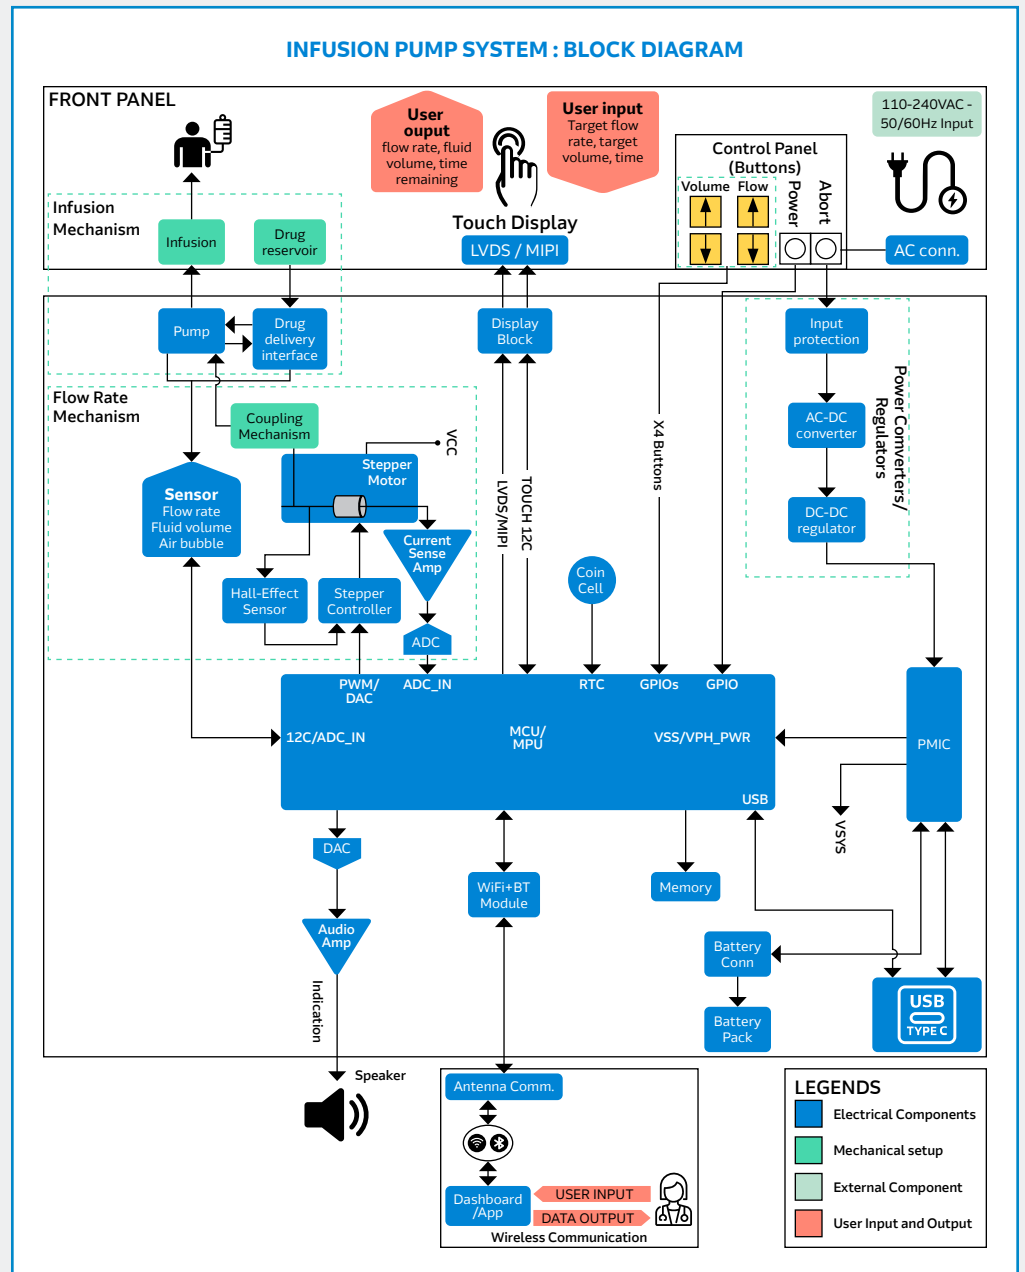 INFUSION PUMP SYSTEM : BLOCK DIAGRAM
FRONT PANEL
User
ouput
flow rate, fluid
volume, time
remaining
User input
Target flow
rate, target
volume, time
110-240VAC -
50/60Hz Input
Control Panel
(Buttons)
Volume
Flow
Power
Abort
Touch Display
LVDS / MIPI
AC conn.
Infusion
Mechanism
Infusion
Drug
reservoir
Pump
Drug
delivery
interface
Display
Block
Input
protection
Power Comverters/
Regulators
AC-DC
converter
DC-DC
regulator
Flow Rate
Mechanism
Coupling
Mechanism
VCC
Stepper
Motor
Sensor
Flow rate
Fluid volume
Air bubble
Current
Sense
Amp
Hall-Effect
Sensor
Stepper
Controller
ADC
LVDS/MIPI
TOUCH 12C
X4 Buttons
Coin
Cell
PWM/
DAC
ADC_IN
RTC
GPIOs
GPIO
12C/ADC_IN
MCU/
MPU
VSS/VPH_PWR
USB
PMIC
VSYS
DAC
Audio
Amp
Indication
Speaker
WiFi+BT
Module
Memory
Battery
Conn
Battery
Pack
USB
TYPE C
Antenna Comm.
Dashboard
/App
USER INPUT
DATA OUTPUT
Wireless Communication
LEGENDS
Electrical Components
Mechanical setup
External Component
User Input and Output